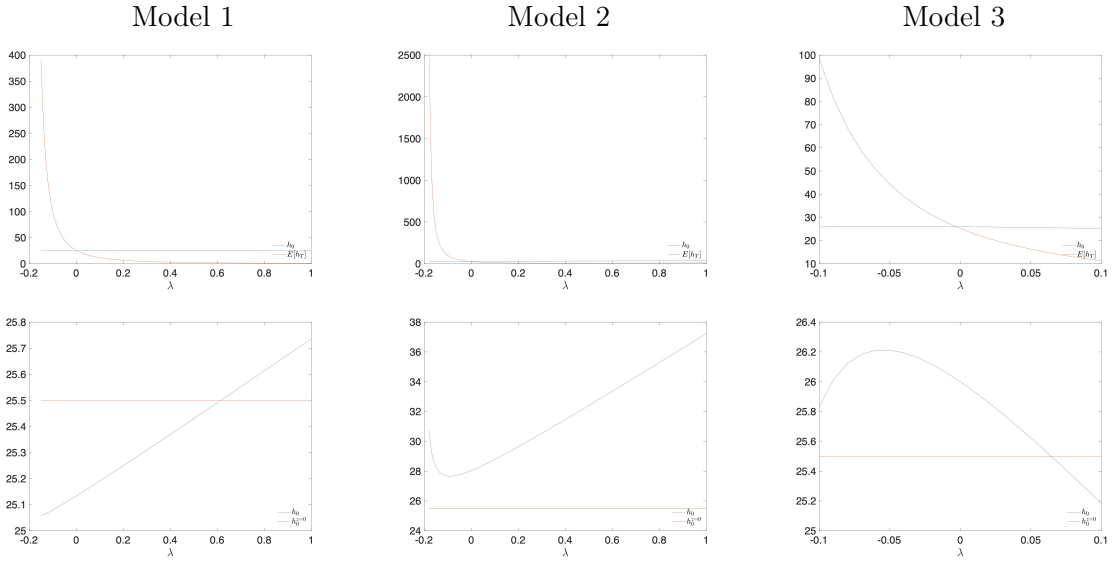 Model 1 Model 2 Model 3
400
350
300
250
200
150
100
50
0
-0.2 0 0.2 0.4 0.6 0.8 1
λ
h₀
E[h_T]
2500
2000
1500
1000
500
0
-0.2 0 0.2 0.4 0.6 0.8 1
λ
h₀
E[h_T]
100
90
80
70
60
50
40
30
20
10
-0.1 -0.05 0 0.05 0.1
λ
h₀
E[h_T]
25.8
25.7
25.6
25.5
25.4
25.3
25.2
25.1
25
-0.2 0 0.2 0.4 0.6 0.8 1
λ
h₀
h₀^{z=0}
38
36
34
32
30
28
26
24
-0.2 0 0.2 0.4 0.6 0.8 1
λ
h₀
h₀^{z=0}
26.4
26.2
26
25.8
25.6
25.4
25.2
25
-0.1 -0.05 0 0.05 0.1
λ
h₀
h₀^{z=0}